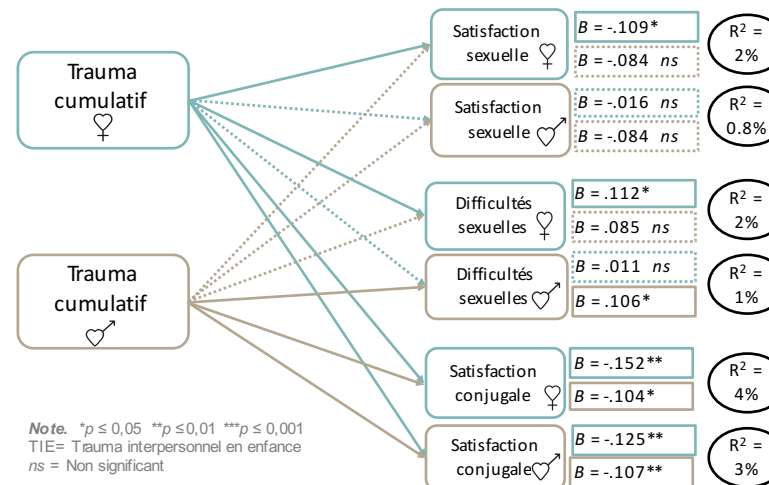 Trauma
cumulatif
Trauma
cumulatif
Satisfaction
sexuelle
B = -.109*
B = -.084 ns
R² =
2%
Satisfaction
sexuelle
B = -.016 ns
B = -.084 ns
R² =
0.8%
Difficultés
sexuelles
B = .112*
B = .085 ns
R² =
2%
Difficultés
sexuelles
B = .011 ns
B = .106*
R² =
1%
Satisfaction
conjugale
B = -.152**
B = -.104*
R² =
4%
Satisfaction
conjugale
B = -.125**
B = -.107**
R² =
3%
Note. *p ≤ 0,05 **p ≤ 0,01 ***p ≤ 0,001
TIE= Trauma interpersonnel en enfance
ns = Non significant